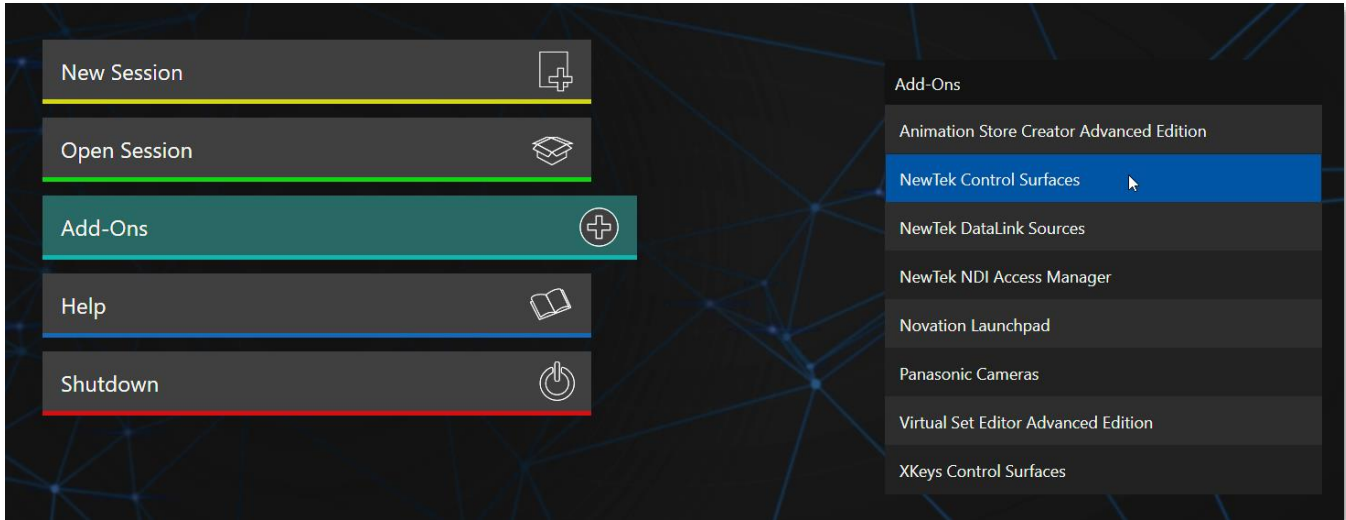 New Session
Open Session
Add-Ons
Help
Shutdown
Add-Ons
Animation Store Creator Advanced Edition
NewTek Control Surfaces
NewTek DataLink Sources
NewTek NDI Access Manager
Novation Launchpad
Panasonic Cameras
Virtual Set Editor Advanced Edition
XKeys Control Surfaces